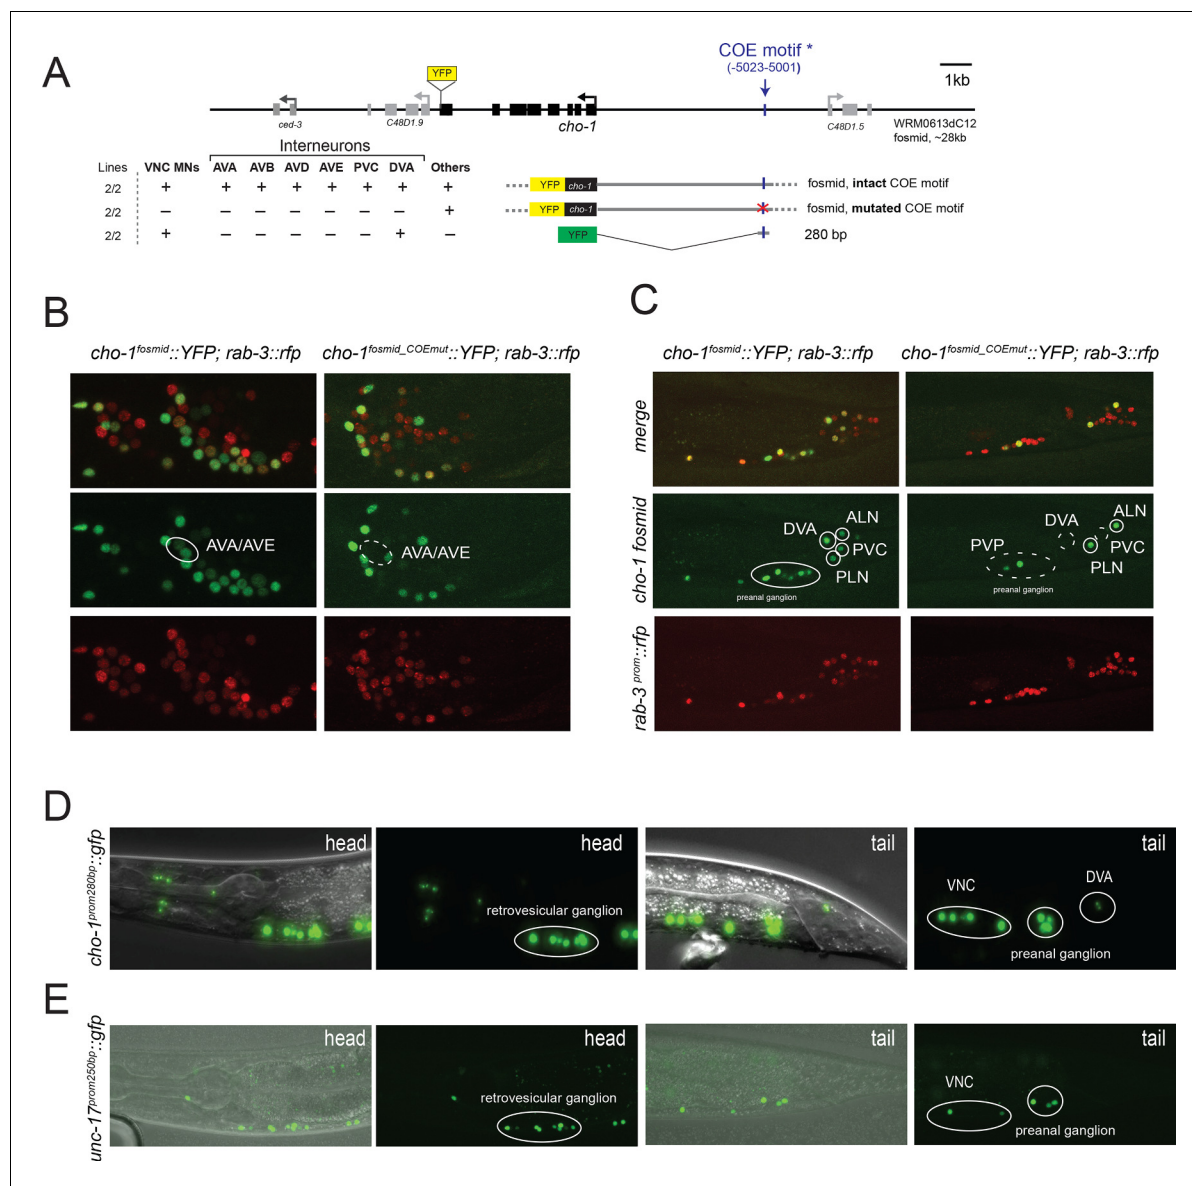 A
COE motif *
(-5023-5001)
YFP
1kb
ced-3
C48D1.9
cho-1
C48D1.5
WRM0613dC12
fosmid, ~28kb
Interneurons
Lines VNC MNs AVA AVB AVD AVE PVC DVA Others
2/2 + + + + + + + + YFP cho-1 fosmid, intact COE motif
2/2 – – – – – – – + YFP cho-1 fosmid, mutated COE motif
2/2 + – – – – – + – YFP 280 bp
B
cho-1fosmid::YFP; rab-3::rfp cho-1fosmid_COEmut::YFP; rab-3::rfp
AVA/AVE
AVA/AVE
C
cho-1fosmid::YFP; rab-3::rfp cho-1fosmid_COEmut::YFP; rab-3::rfp
merge
cho-1 fosmid
DVA
ALN
PVC
PLN
preanal ganglion
DVA
ALN
PVP
PVC
PLN
preanal ganglion
rab-3 prom::rfp
D
cho-1prom280bp::gfp
head
head
retrovesicular ganglion
tail
tail
VNC
DVA
preanal ganglion
E
unc-17prom250bp::gfp
head
head
retrovesicular ganglion
tail
tail
VNC
preanal ganglion